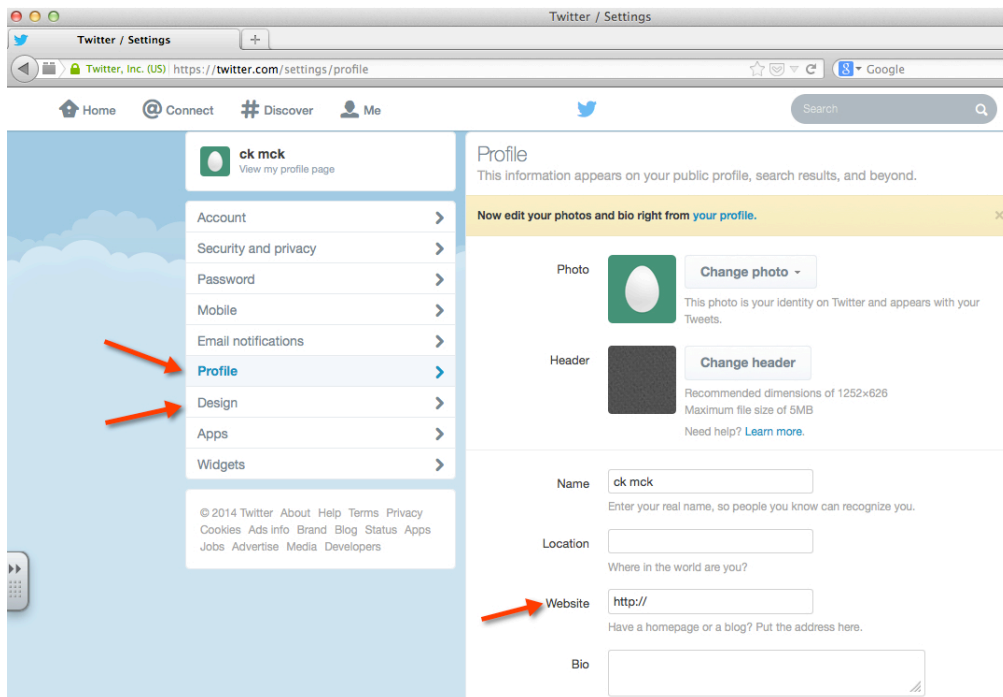 Twitter / Settings
Twitter / Settings
Twitter, Inc. (US) https://twitter.com/settings/profile
Google
Home Connect Discover Me
Search
ck mck
View my profile page
Account
Security and privacy
Password
Mobile
Email notifications
Profile
Design
Apps
Widgets
© 2014 Twitter About Help Terms Privacy
Cookies Ads info Brand Blog Status Apps
Jobs Advertise Media Developers
Profile
This information appears on your public profile, search results, and beyond.
Now edit your photos and bio right from your profile.
Photo
Change photo
This photo is your identity on Twitter and appears with your
Tweets.
Header
Change header
Recommended dimensions of 1252×626
Maximum file size of 5MB
Need help? Learn more.
Name
ck mck
Enter your real name, so people you know can recognize you.
Location
Where in the world are you?
Website
http://
Have a homepage or a blog? Put the address here.
Bio